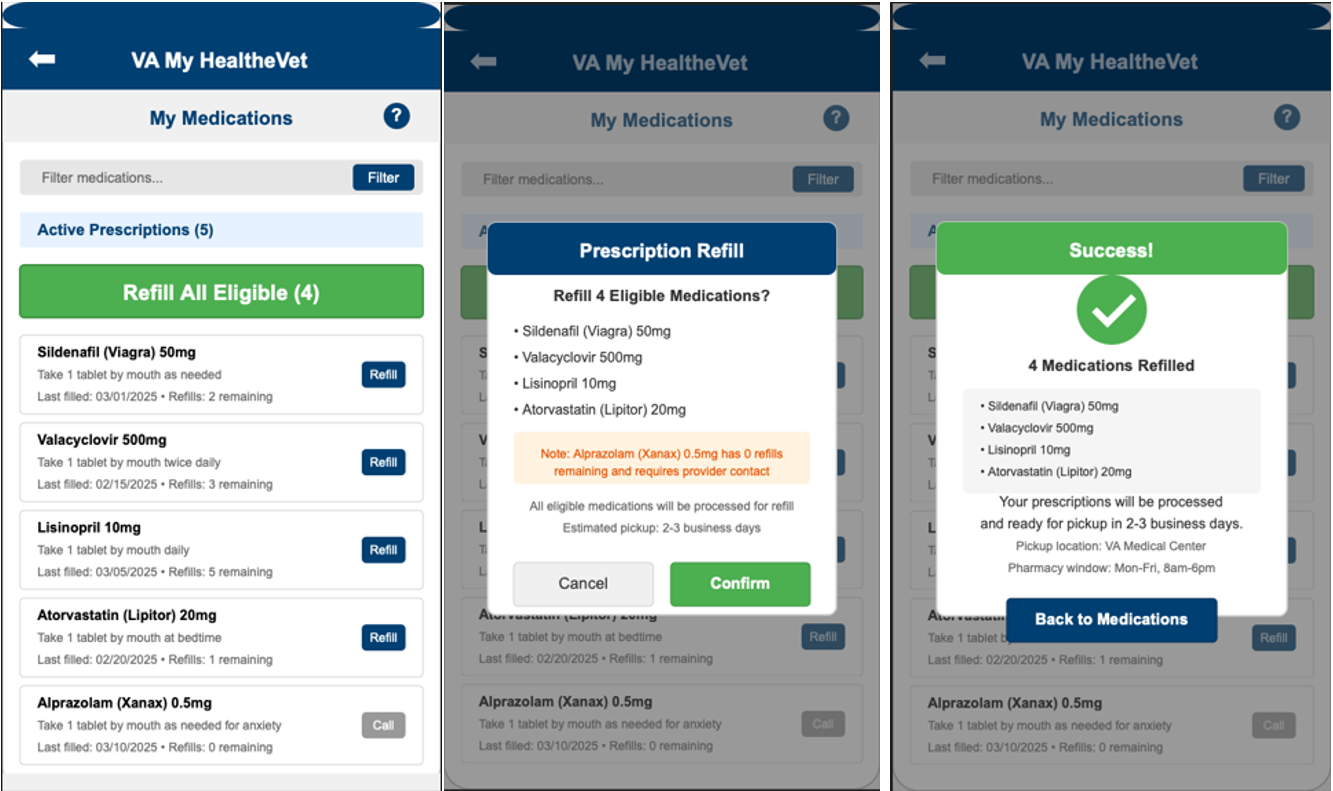 VA My HealtheVet
My Medications
?
Filter medications...
Filter
Active Prescriptions (5)
Refill All Eligible (4)
Sildenafil (Viagra) 50mg
Take 1 tablet by mouth as needed
Refill
Last filled: 03/01/2025 • Refills: 2 remaining
Valacyclovir 500mg
Take 1 tablet by mouth twice daily
Refill
Last filled: 02/15/2025 • Refills: 3 remaining
Lisinopril 10mg
Take 1 tablet by mouth daily
Refill
Last filled: 03/05/2025 • Refills: 5 remaining
Atorvastatin (Lipitor) 20mg
Take 1 tablet by mouth at bedtime
Refill
Last filled: 02/20/2025 • Refills: 1 remaining
Alprazolam (Xanax) 0.5mg
Take 1 tablet by mouth as needed for anxiety
Call
Last filled: 03/10/2025 • Refills: 0 remaining
VA My HealtheVet
My Medications
?
Filter medications...
Filter
Prescription Refill
Refill 4 Eligible Medications?
• Sildenafil (Viagra) 50mg
• Valacyclovir 500mg
• Lisinopril 10mg
• Atorvastatin (Lipitor) 20mg
Note: Alprazolam (Xanax) 0.5mg has 0 refills
remaining and requires provider contact
All eligible medications will be processed for refill
Estimated pickup: 2-3 business days
Cancel
Confirm
Atorvastatin (Lipitor) 20mg
Take 1 tablet by mouth at bedtime
Refill
Last filled: 02/20/2025 • Refills: 1 remaining
Alprazolam (Xanax) 0.5mg
Take 1 tablet by mouth as needed for anxiety
Call
Last filled: 03/10/2025 • Refills: 0 remaining
VA My HealtheVet
My Medications
?
Filter medications...
Filter
Success!
4 Medications Refilled
• Sildenafil (Viagra) 50mg
• Valacyclovir 500mg
• Lisinopril 10mg
• Atorvastatin (Lipitor) 20mg
Your prescriptions will be processed
and ready for pickup in 2-3 business days.
Pickup location: VA Medical Center
Pharmacy window: Mon-Fri, 8am-6pm
Back to Medications
Take 1 tablet
Refill
Last filled: 02/20/2025 • Refills: 1 remaining
Alprazolam (Xanax) 0.5mg
Take 1 tablet by mouth as needed for anxiety
Call
Last filled: 03/10/2025 • Refills: 0 remaining